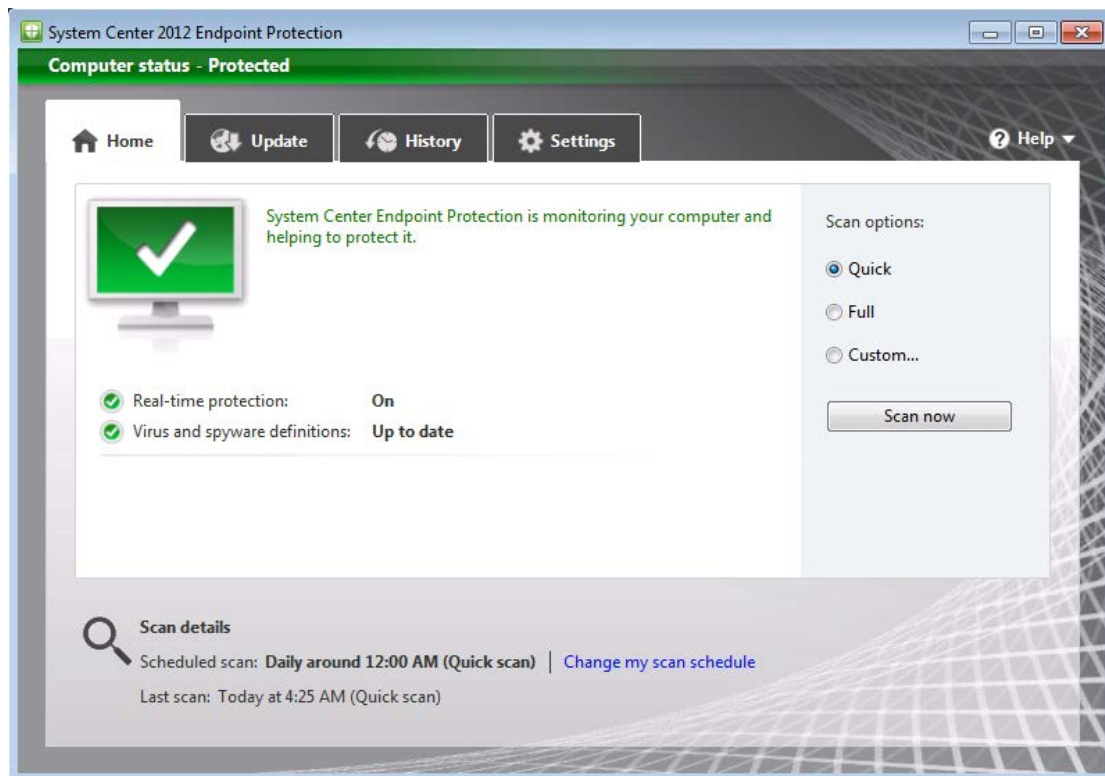 System Center 2012 Endpoint Protection
Computer status - Protected
Home
Update
History
Settings
Help
System Center Endpoint Protection is monitoring your computer and
helping to protect it.
Real-time protection: On
Virus and spyware definitions: Up to date
Scan options:
Quick
Full
Custom...
Scan now
Scan details
Scheduled scan: Daily around 12:00 AM (Quick scan) | Change my scan schedule
Last scan: Today at 4:25 AM (Quick scan)